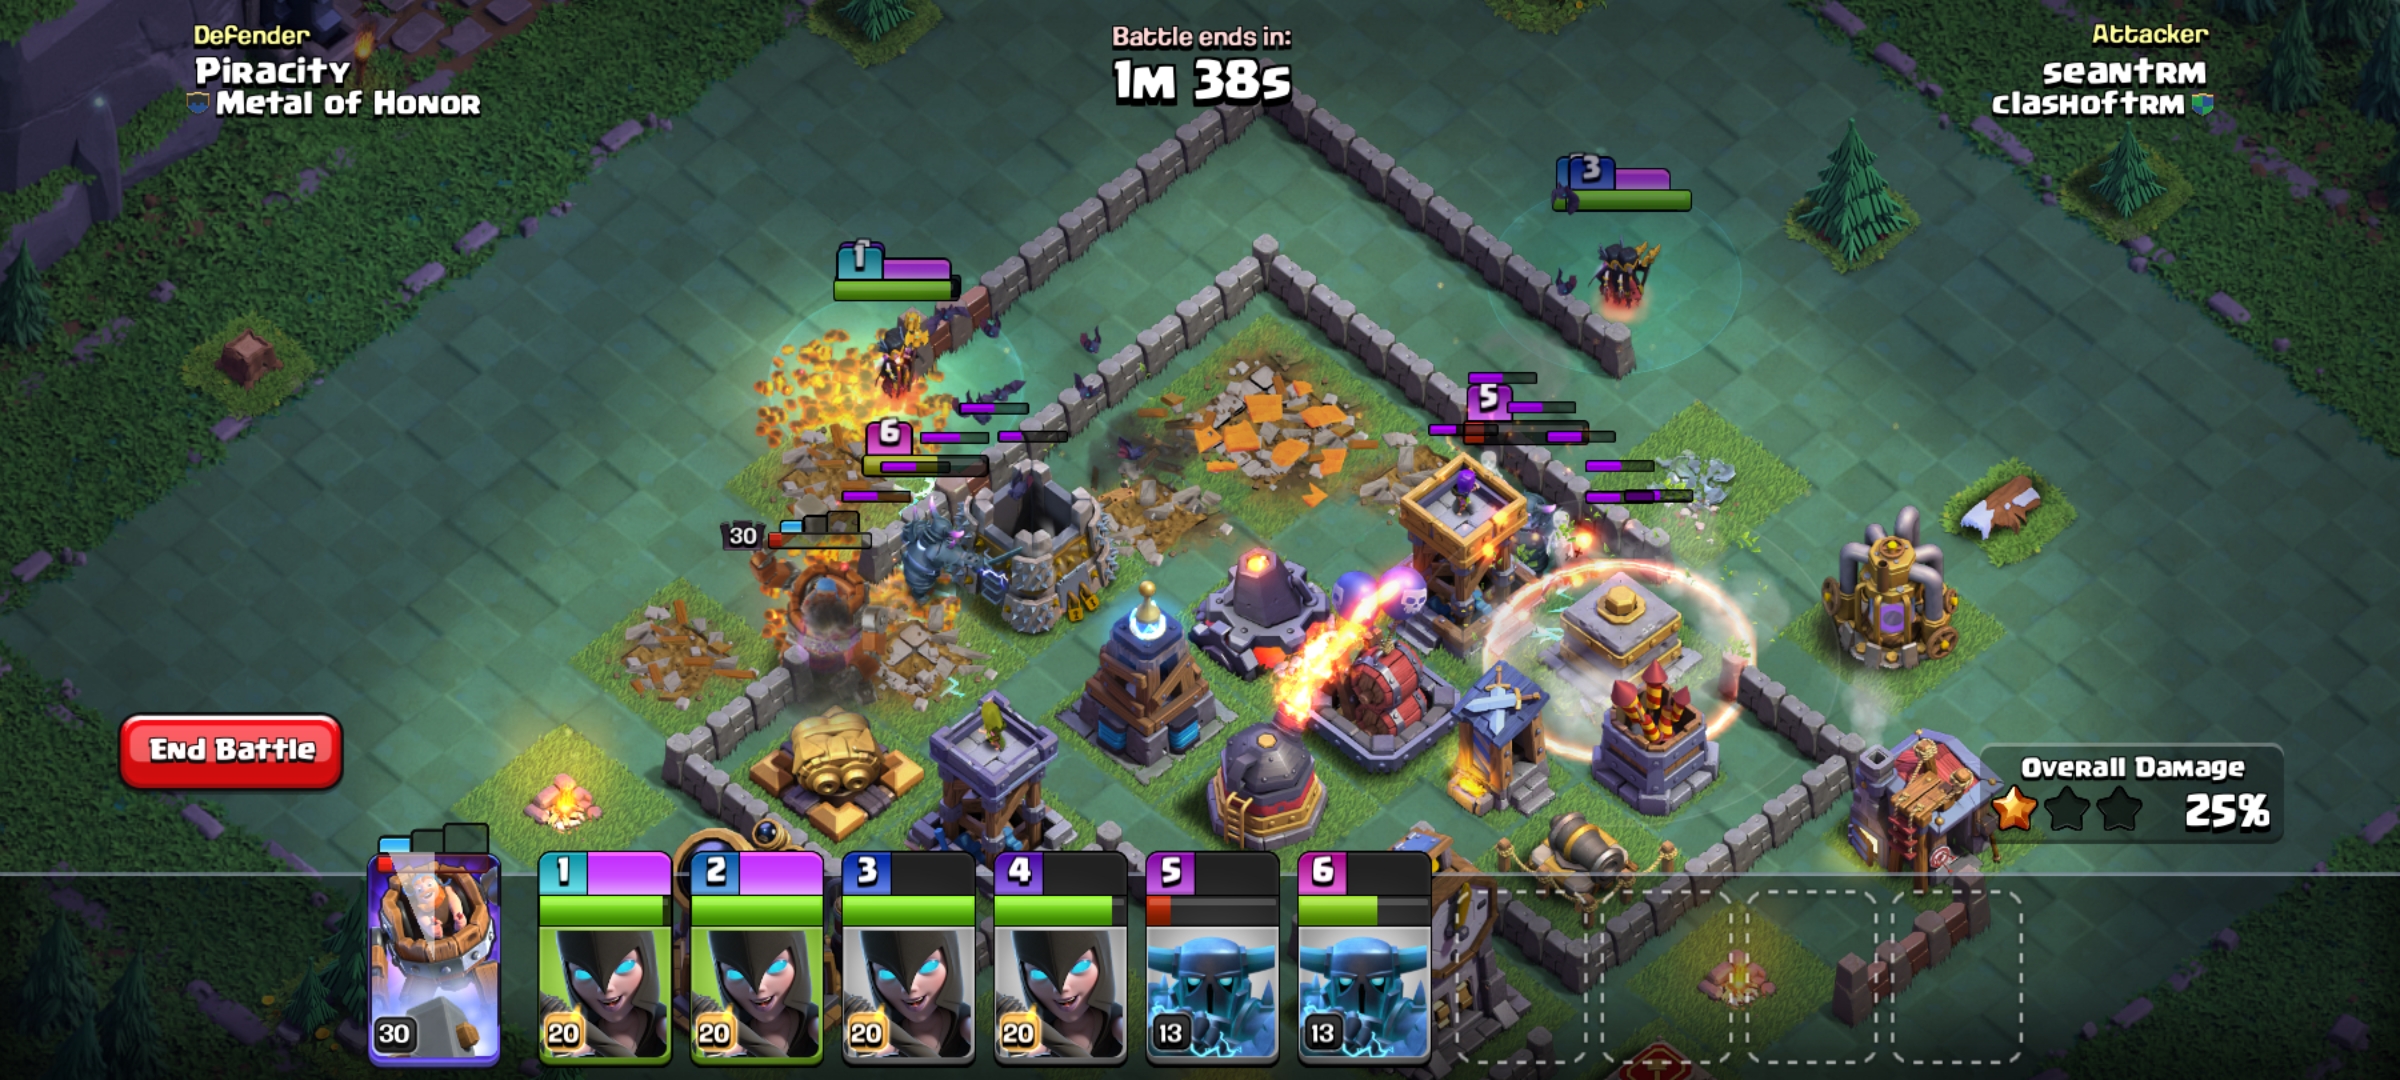 Defender
Piracity
Metal of Honor
Battle ends in:
1M 38s
Attacker
seantrm
clashoftrm
1
3
6
5
30
End Battle
Overall Damage
25%
1
2
3
4
5
6
30
20
20
20
20
13
13